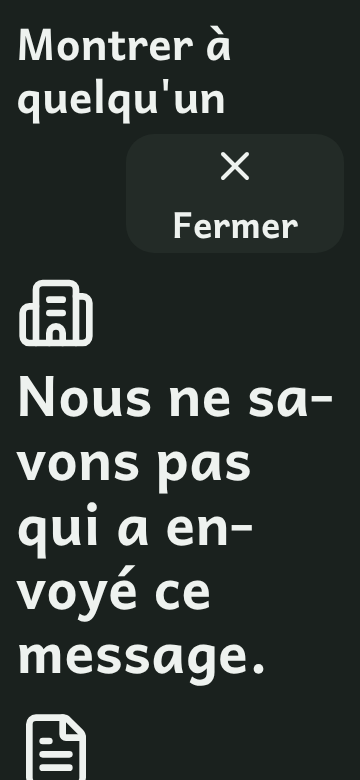 Montrer à
quelqu'un
Fermer
Nous ne sa-
vons pas
qui a en-
voyé ce
message.